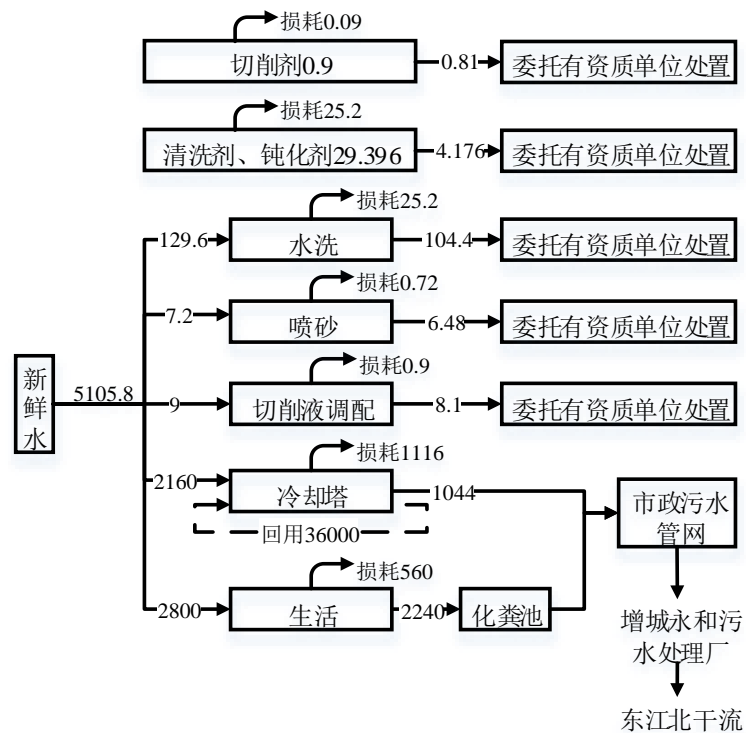 损耗0.09
切削剂0.9
0.81
委托有资质单位处置
损耗25.2
清洗剂、钝化剂29.396
4.176
委托有资质单位处置
损耗25.2
129.6
水洗
104.4
委托有资质单位处置
损耗0.72
7.2
喷砂
6.48
委托有资质单位处置
新
鲜
水
5105.8
损耗0.9
9
切削液调配
8.1
委托有资质单位处置
损耗1116
2160
冷却塔
1044
回用36000
市政污水
管网
损耗560
2800
生活
2240
化粪池
增城永和污
水处理厂
东江北干流